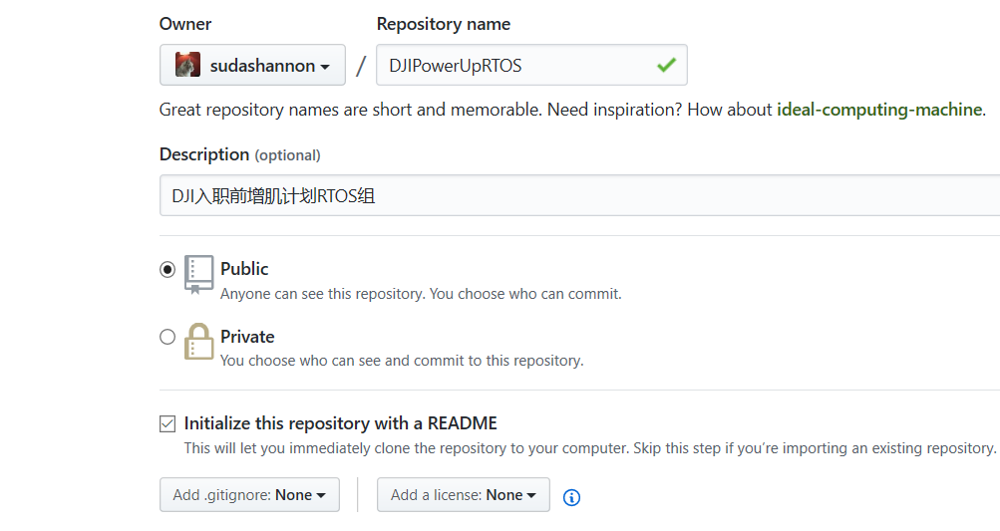 Owner Repository name
sudashannon / DJIPowerUpRTOS
Great repository names are short and memorable. Need inspiration? How about ideal-computing-machine.
Description (optional)
DJI入职前增肌计划RTOS组
Public
Anyone can see this repository. You choose who can commit.
Private
You choose who can see and commit to this repository.
Initialize this repository with a README
This will let you immediately clone the repository to your computer. Skip this step if you’re importing an existing repository.
Add .gitignore: None Add a license: None